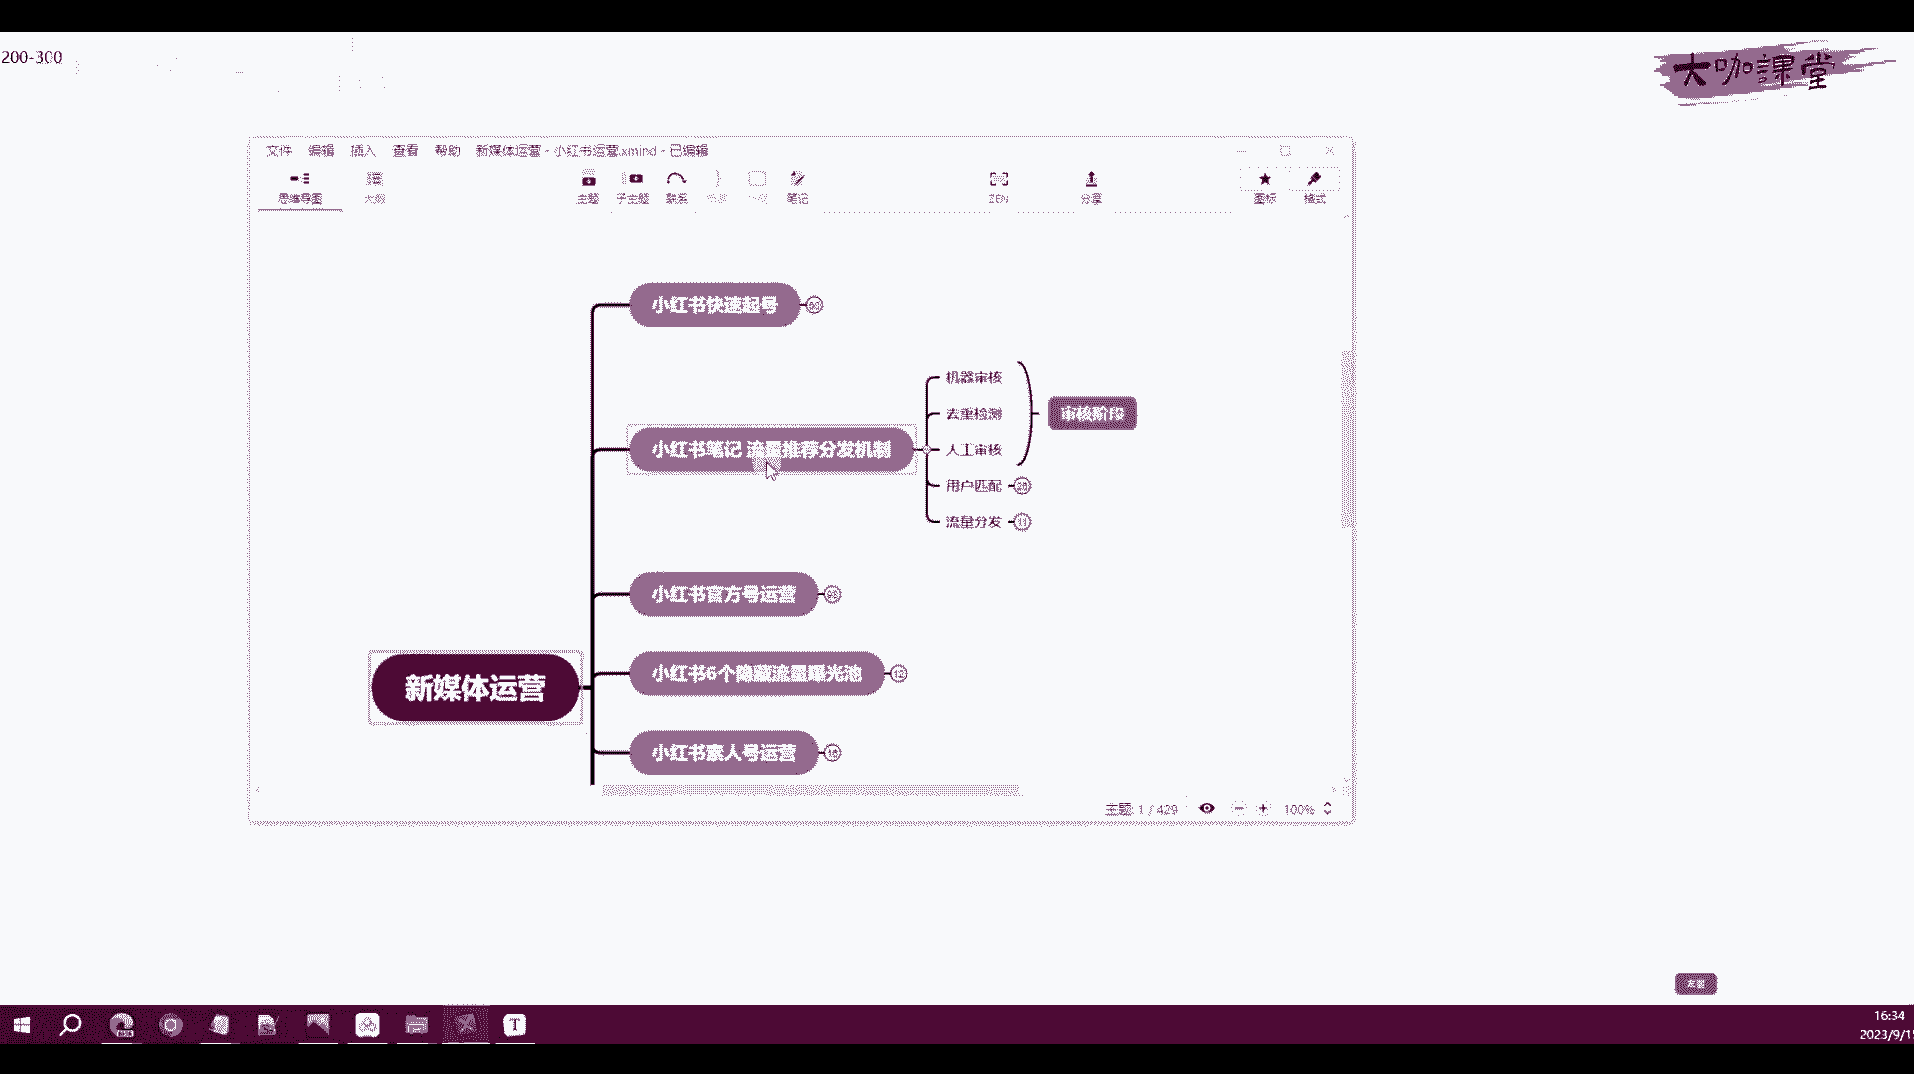 200-300
大咖課堂
文件 编辑 插入 查看 帮助 新媒体运营 - 小红书运营.xmind - 已编辑
思维导图 大纲 主题 子主题 联系 笔记 ZEN 分享 图标 格式
小红书快速起号
机器审核
去重检测
审核阶段
小红书笔记 流量推荐分发机制
人工审核
用户匹配
流量分发 11
小红书官方号运营
小红书6个隐藏流量曝光池 12
新媒体运营
小红书素人号运营
主题: 1 / 429 100%
T
16:34
2023/9/1